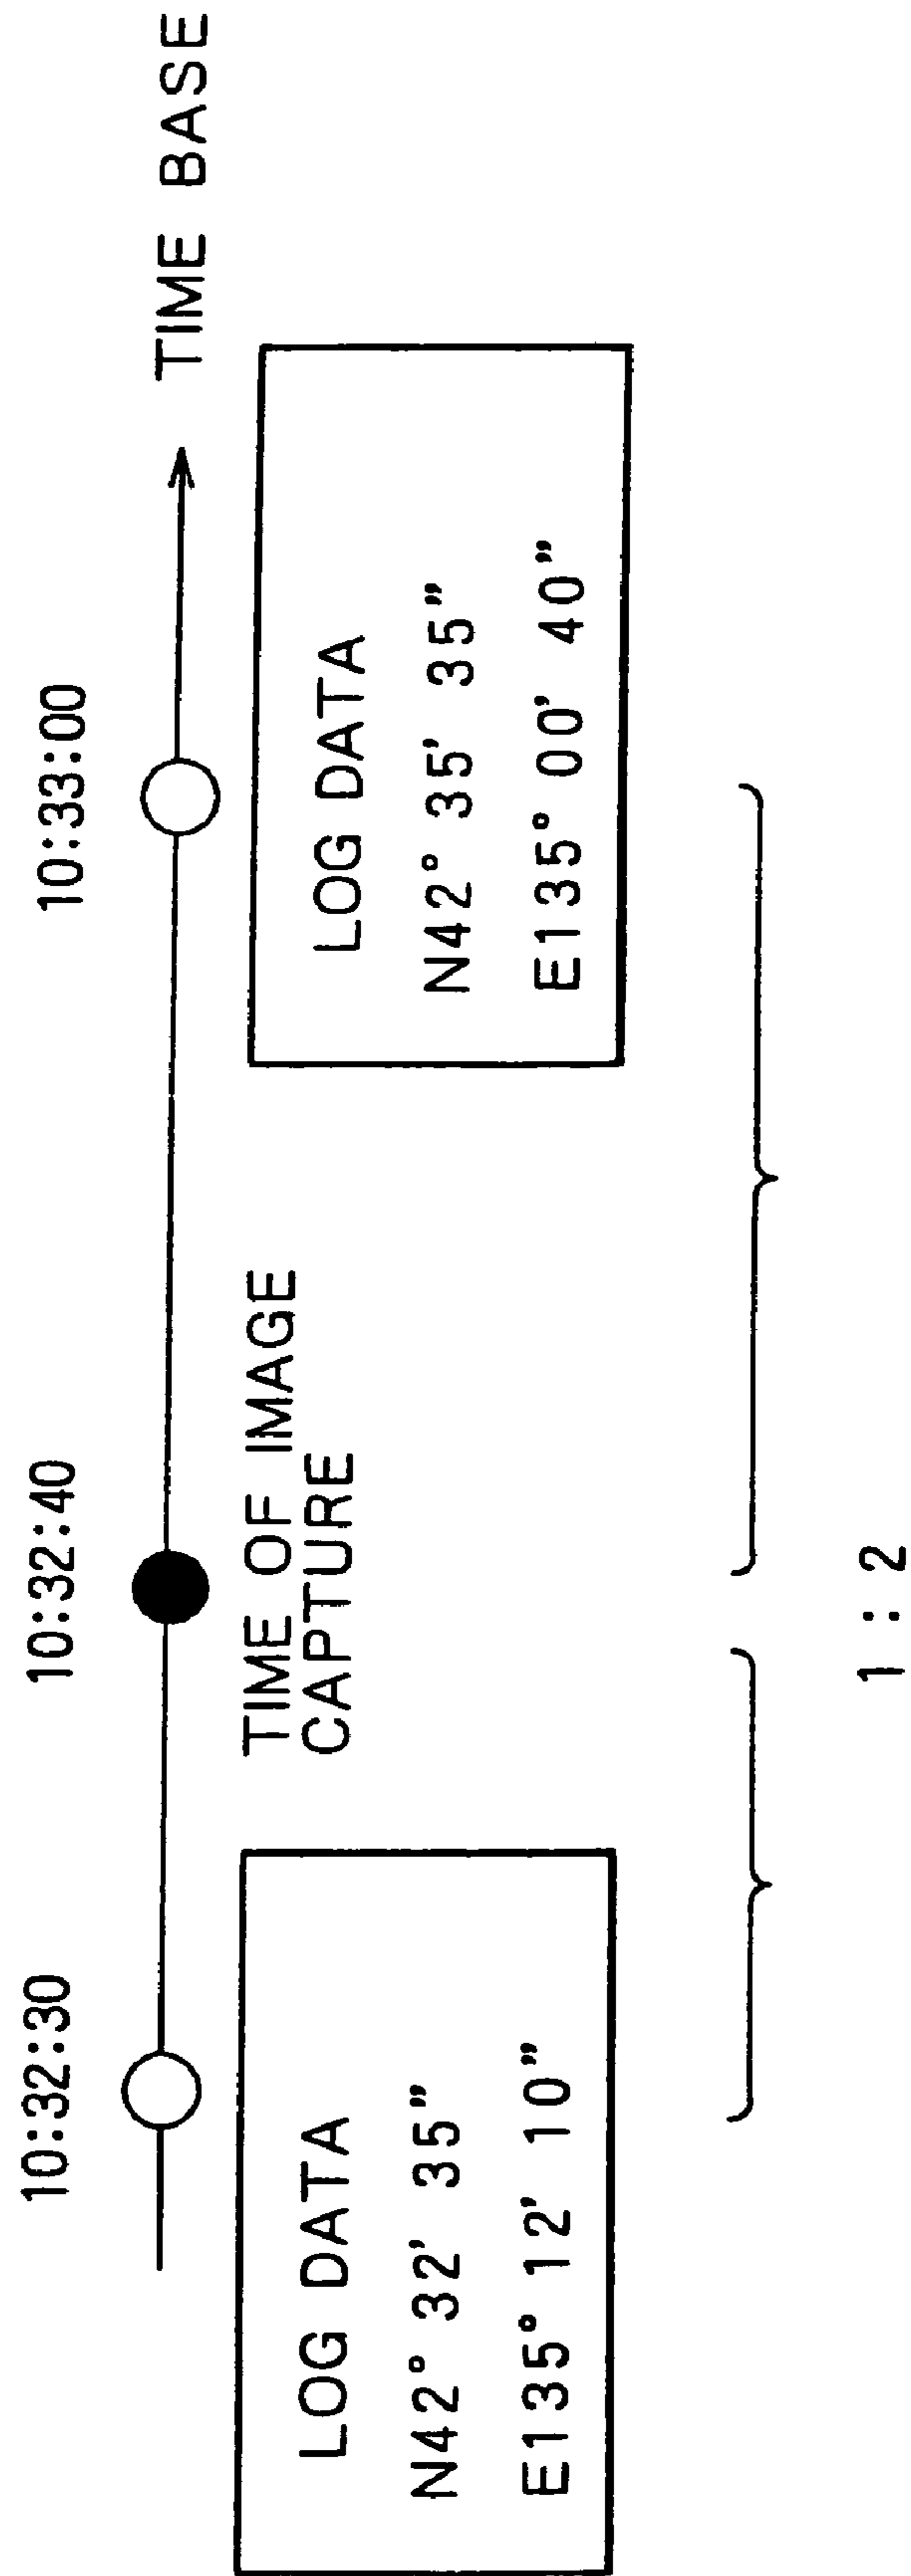 10:32:30
10:32:40
10:33:00
TIME BASE
LOG DATA
N42° 32′ 35″
E135° 12′ 10″
TIME OF IMAGE
CAPTURE
LOG DATA
N42° 35′ 35″
E135° 00′ 40″
1 : 2